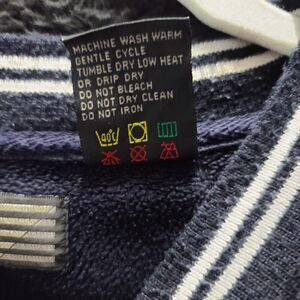 MACHINE WASH WARM
GENTLE CYCLE
TUMBLE DRY LOW HEAT
OR DRIP DRY
DO NOT BLEACH
DO NOT DRY CLEAN
DO NOT IRON
40°C